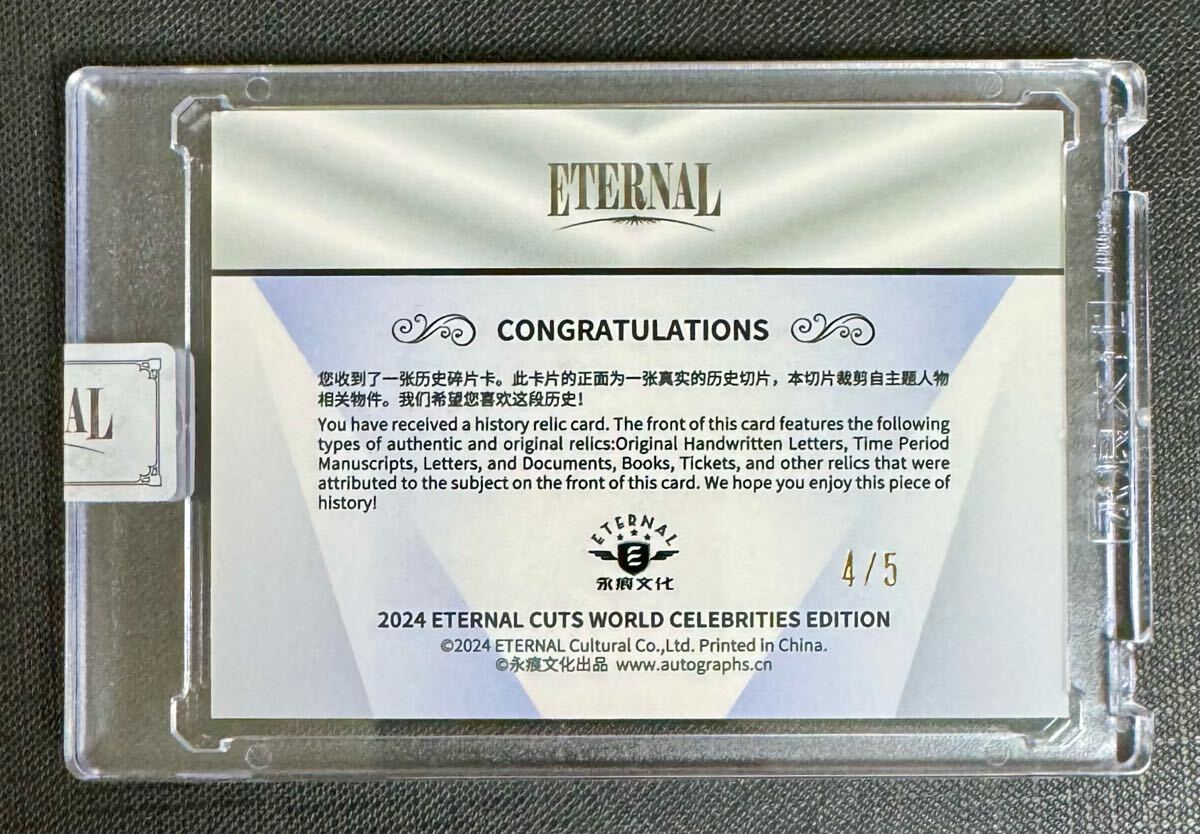 ETERNAL
CONGRATULATIONS
您收到了一张历史碎片卡。此卡片的正面为一张真实的历史切片，本切片裁剪自主题人物
相关物件。我们希望您喜欢这段历史！
You have received a history relic card. The front of this card features the following
types of authentic and original relics:Original Handwritten Letters, Time Period
Manuscripts, Letters, and Documents, Books, Tickets, and other relics that were
attributed to the subject on the front of this card. We hope you enjoy this piece of
history!
AL
ETERNAL
永痕文化
4/5
2024 ETERNAL CUTS WORLD CELEBRITIES EDITION
©2024 ETERNAL Cultural Co.,Ltd. Printed in China.
©永痕文化出品 www.autographs.cn